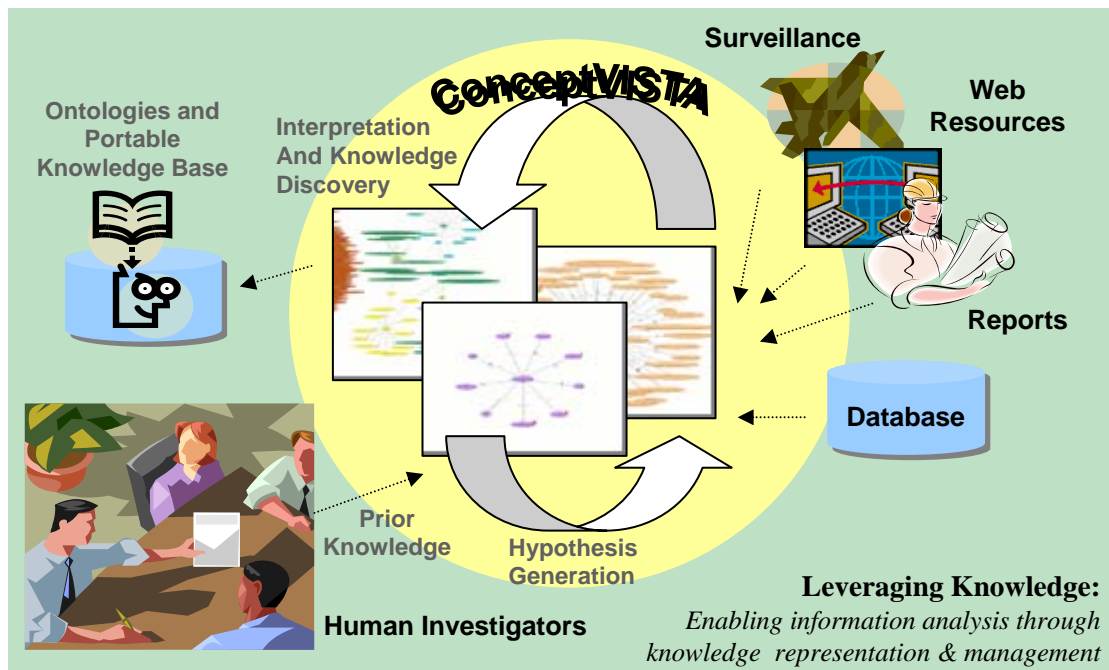 ConceptVISTA
Surveillance
Web
Resources
Ontologies and
Portable
Knowledge Base
Interpretation
And Knowledge
Discovery
Reports
Database
Prior
Knowledge
Hypothesis
Generation
Human Investigators
Leveraging Knowledge:
Enabling information analysis through
knowledge representation & management